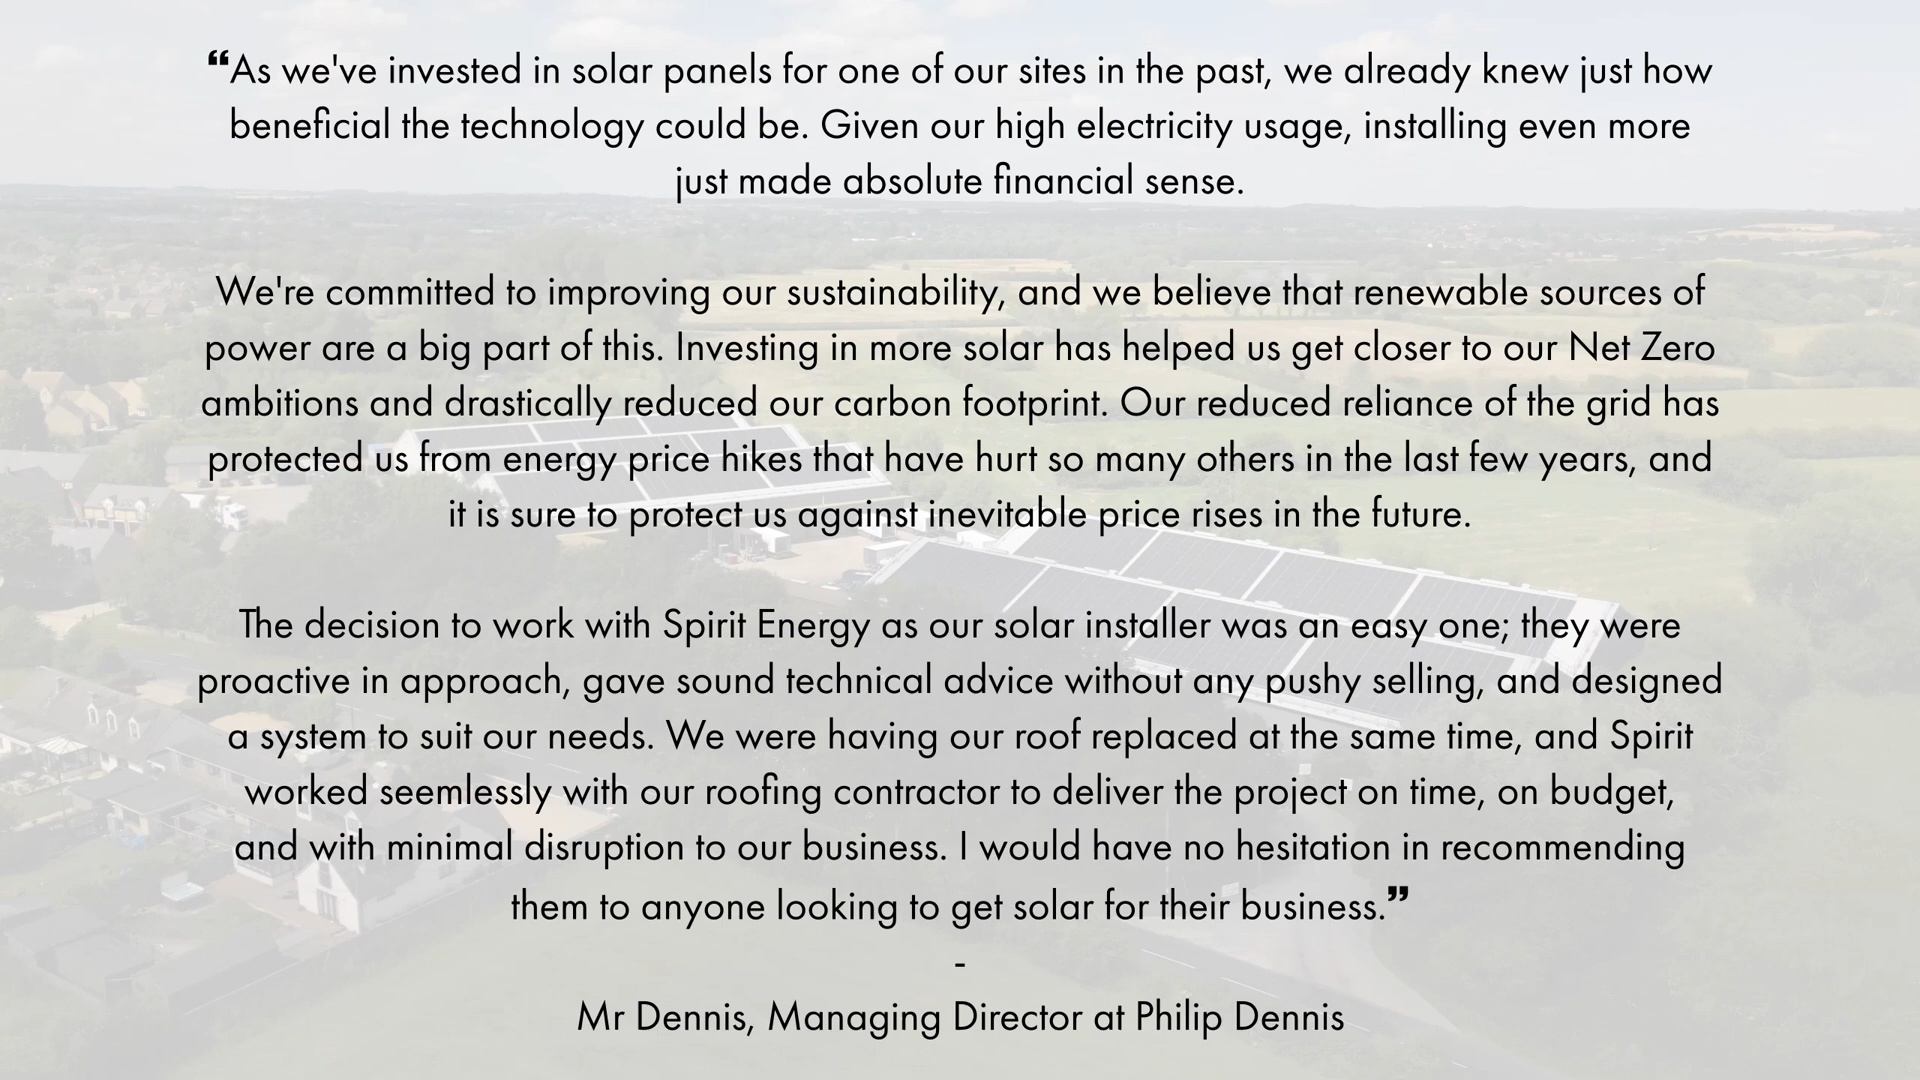 ❝As we've invested in solar panels for one of our sites in the past, we already knew just how
beneficial the technology could be. Given our high electricity usage, installing even more
just made absolute financial sense.
We're committed to improving our sustainability, and we believe that renewable sources of
power are a big part of this. Investing in more solar has helped us get closer to our Net Zero
ambitions and drastically reduced our carbon footprint. Our reduced reliance of the grid has
protected us from energy price hikes that have hurt so many others in the last few years, and
it is sure to protect us against inevitable price rises in the future.
The decision to work with Spirit Energy as our solar installer was an easy one; they were
proactive in approach, gave sound technical advice without any pushy selling, and designed
a system to suit our needs. We were having our roof replaced at the same time, and Spirit
worked seemlessly with our roofing contractor to deliver the project on time, on budget,
and with minimal disruption to our business. I would have no hesitation in recommending
them to anyone looking to get solar for their business.❞
-
Mr Dennis, Managing Director at Philip Dennis